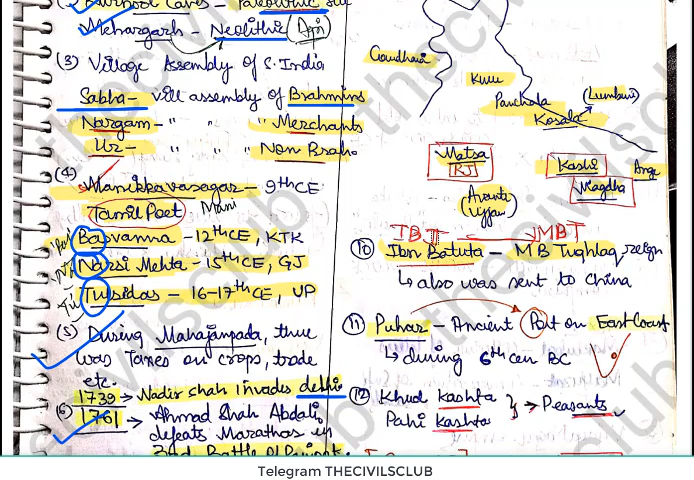 Mehargarh - Neolithic (Agri)
(3) Village Assembly of S. India
Sabha - vill assembly of Brahmins
Nargam - " " " Merchants
Ur - " " " Non Brah.
(4)
Manikkavasagar - 9th CE
Tamil Poet Mani
Basvanna - 12th CE, KTK
Narsi Mehta - 15th CE, GJ
Tulsidas - 16-17th CE, UP
(5) During Mahajanpada, there
was Taxes on crops, trade
etc.
1739 → Nadir Shah Invades delhi
(6) 1761 → Ahmad Shah Abdali
defeats Marathas in
Gandhara
Kuru
Panchala
(Lumbini)
Kosala
Matsa
RJ
Kashi
Anga
Magdha
(Avanti
Ujjain)
IBT MBT
(10) Ibn Batuta - MB Tughlaq reign
↳ also was sent to China
(11) Puhar - Ancient Port on East Coast
↳ during 6th cen BC
(12) Khud Kashta
Pahi Kashta } → Peasants
Telegram THECIVILSCLUB